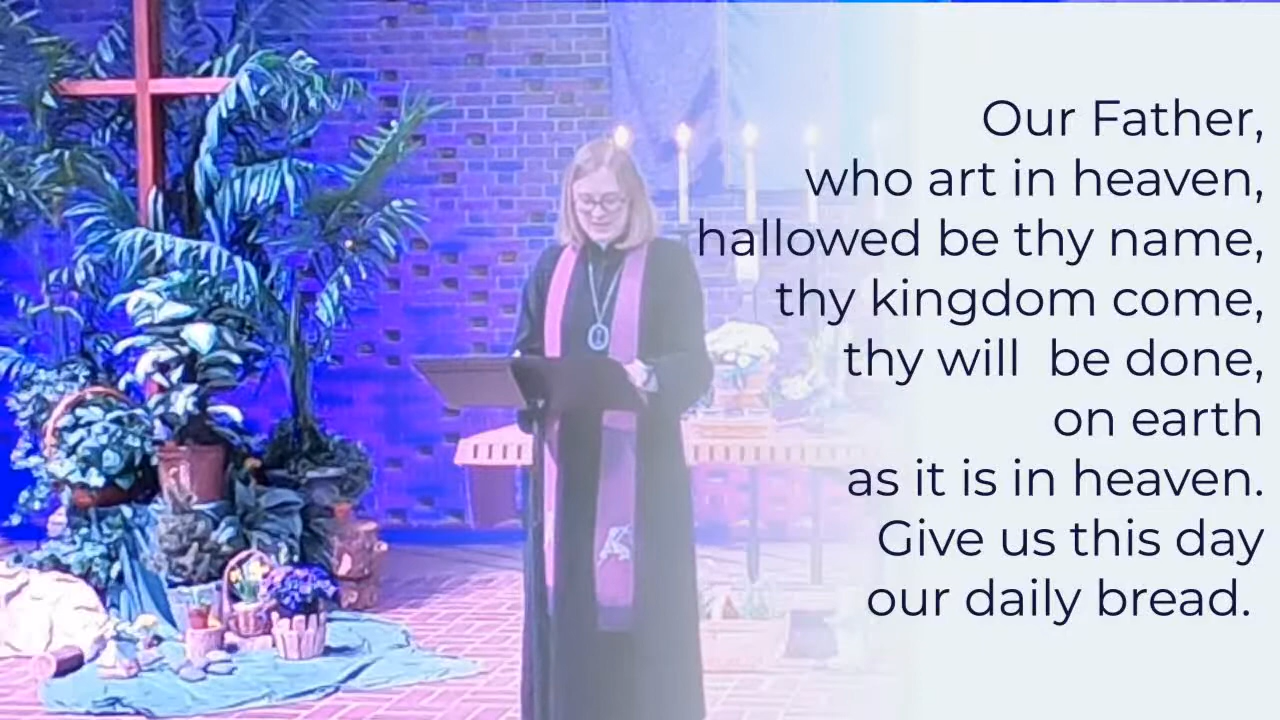 Our Father,
who art in heaven,
hallowed be thy name,
thy kingdom come,
thy will  be done,
on earth
as it is in heaven.
Give us this day
our daily bread.